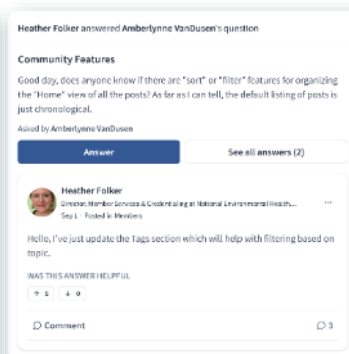 Heather Folker answered Amberlynne VanDusen's question
Community Features
Good day, does anyone know if there are "sort" or "filter" features for organizing
the "Home" view of all the posts? As far as I can tell, the default listing of posts is
just chronological.
Asked by Amberlynne VanDusen
Answer
See all answers (2)
Heather Folker
Director, Member Services & Credentialing at National Environmental Health...
Sep 1 · Posted in Members
Hello, I've just update the Tags section which will help with filtering based on
topic.
WAS THIS ANSWER HELPFUL
0
Comment
3